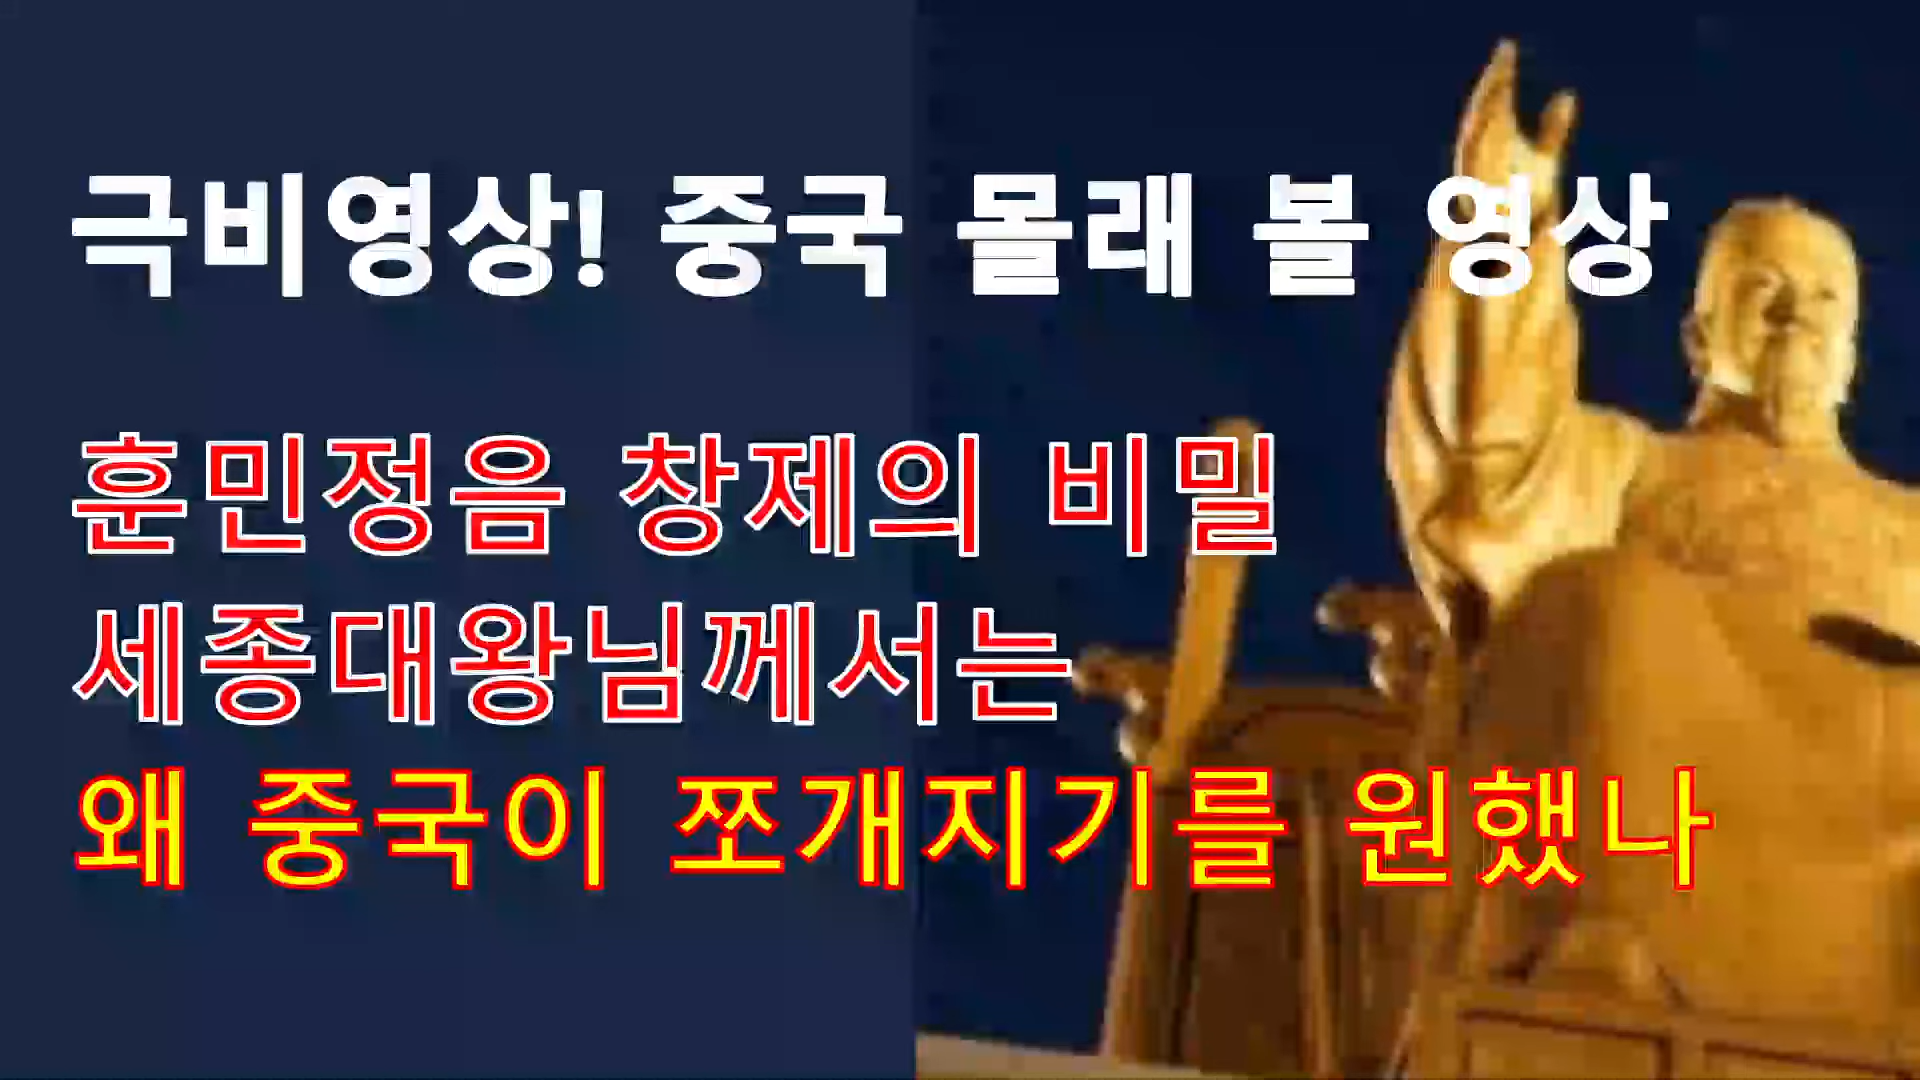 극비영상! 중국 몰래 볼 영상
훈민정음 창제의 비밀
세종대왕님께서는
왜 중국이 쪼개지기를 원했나